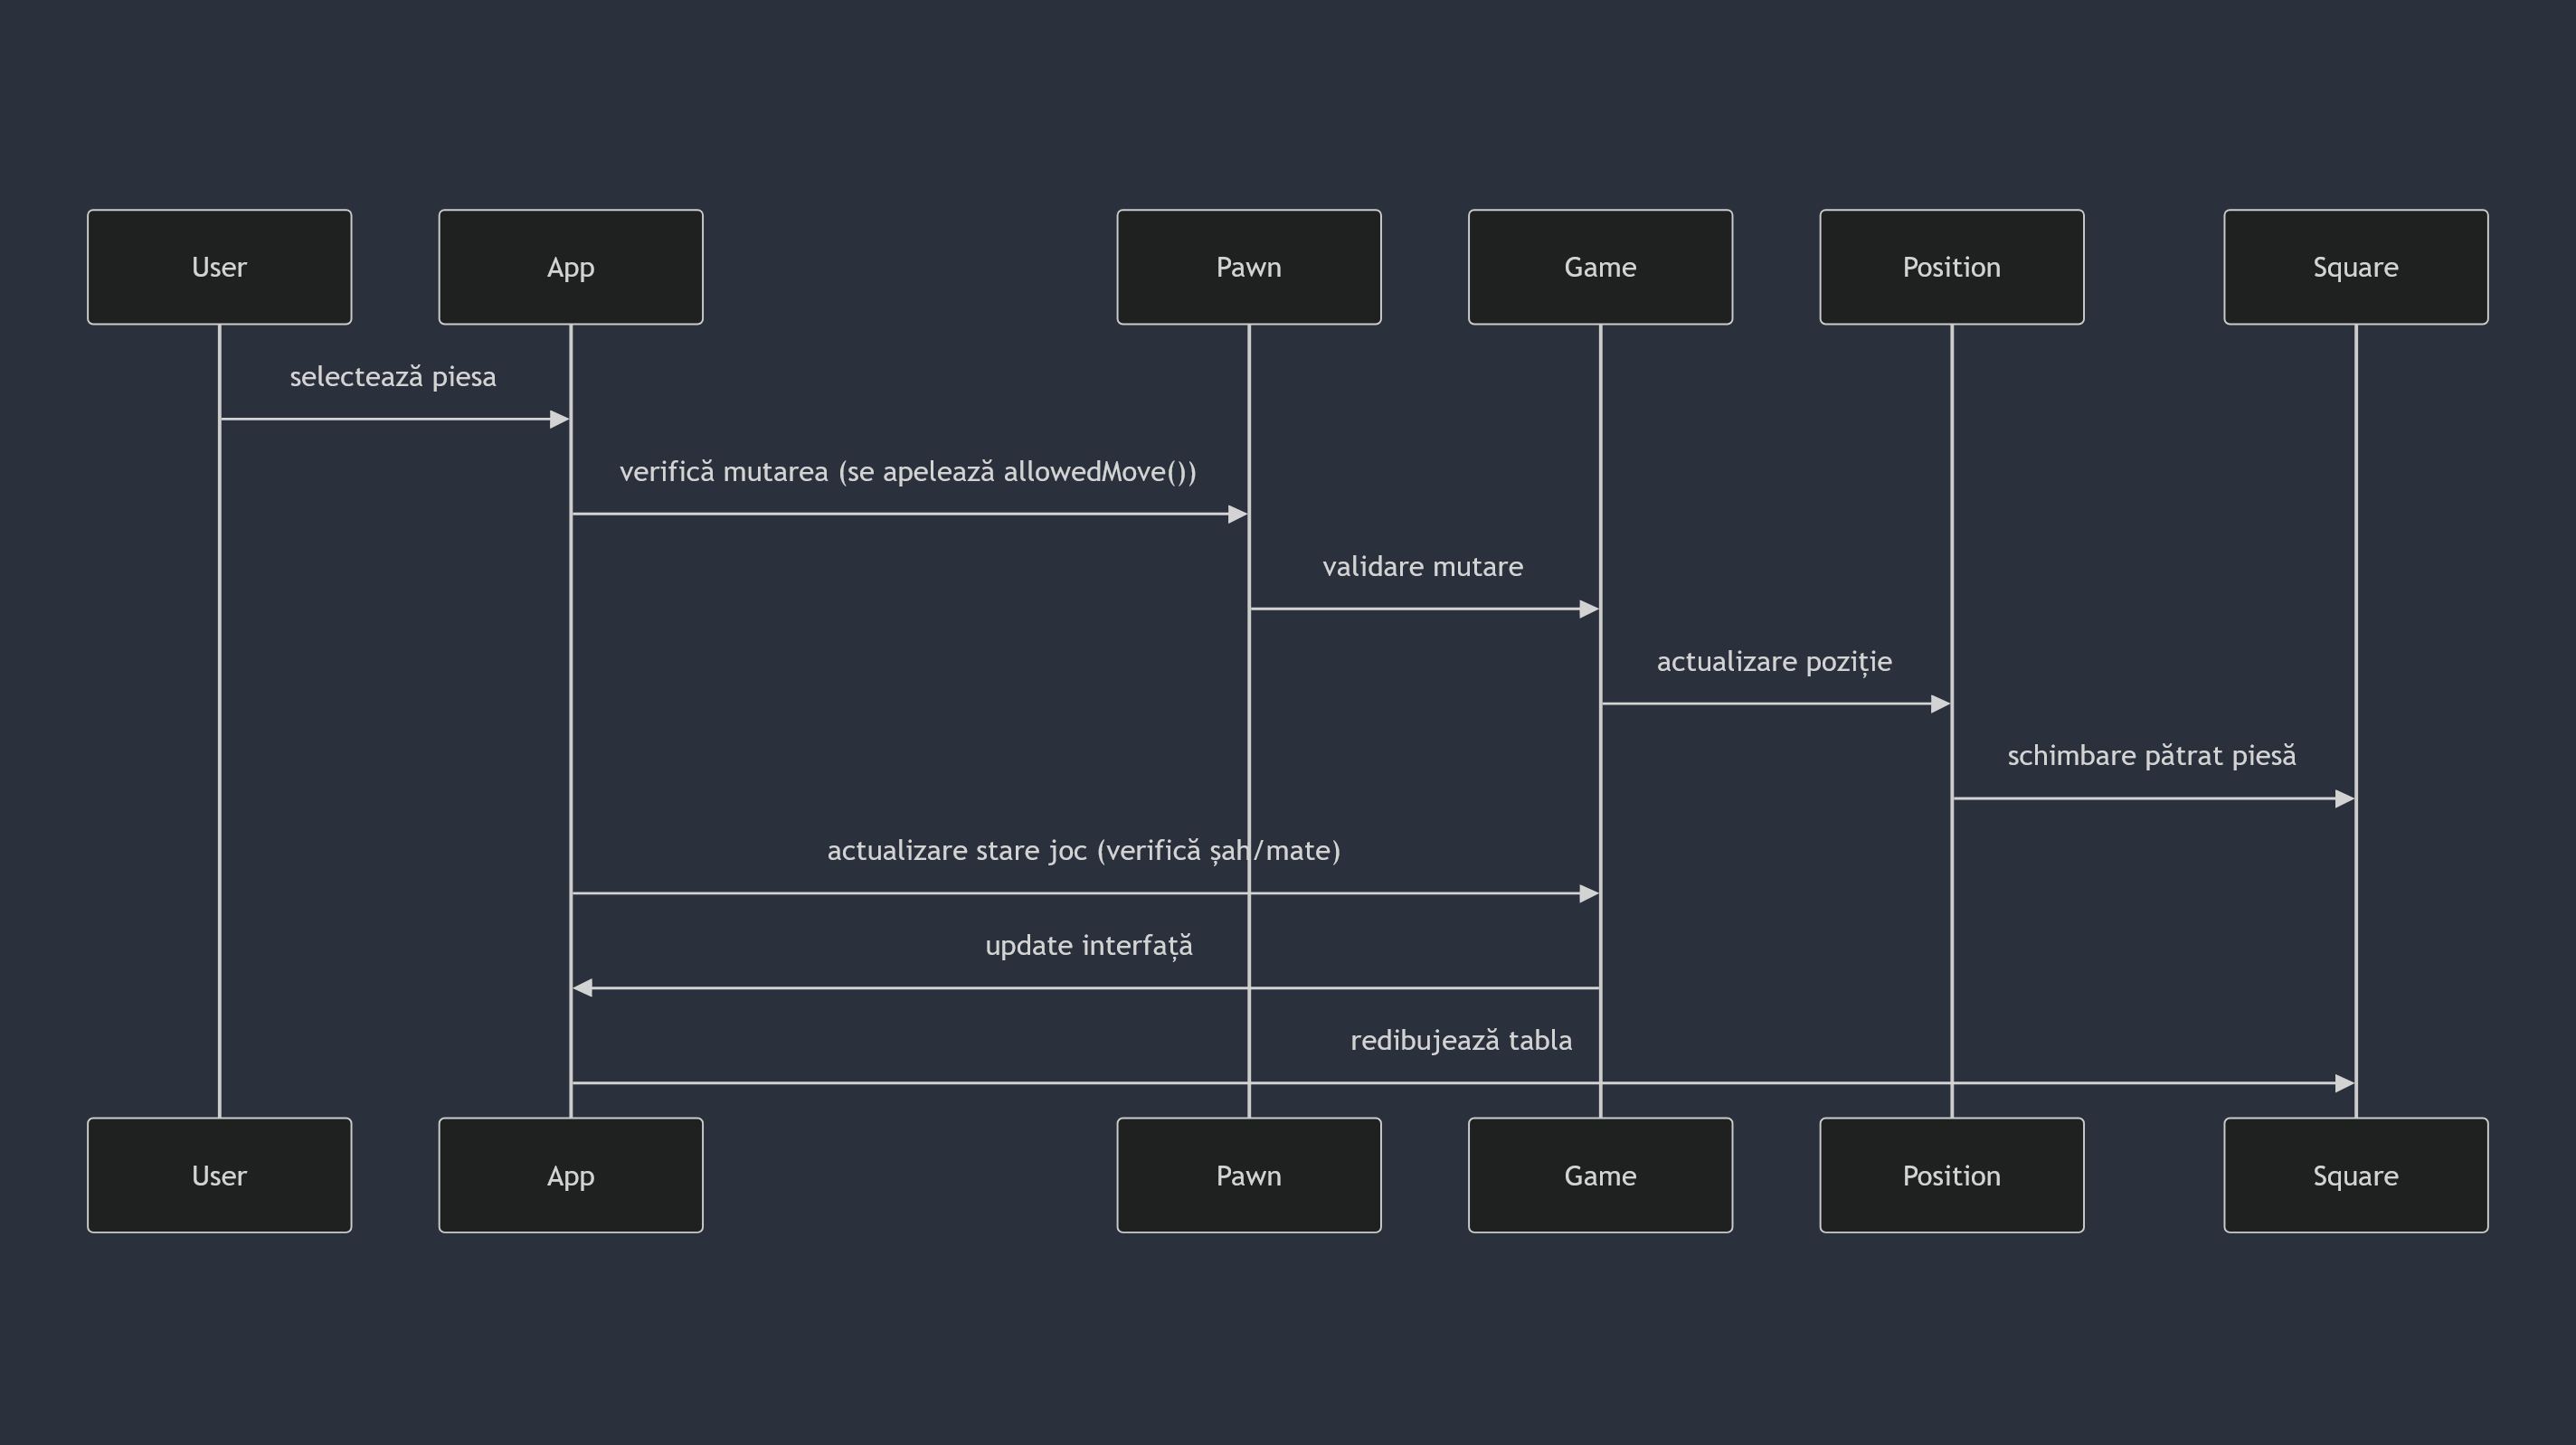 User
App
Pawn
Game
Position
Square
selectează piesa
verifică mutarea (se apelează allowedMove())
validare mutare
actualizare poziție
schimbare pătrat piesă
actualizare stare joc (verifică șah/mate)
update interfață
redibujează tabla
User
App
Pawn
Game
Position
Square